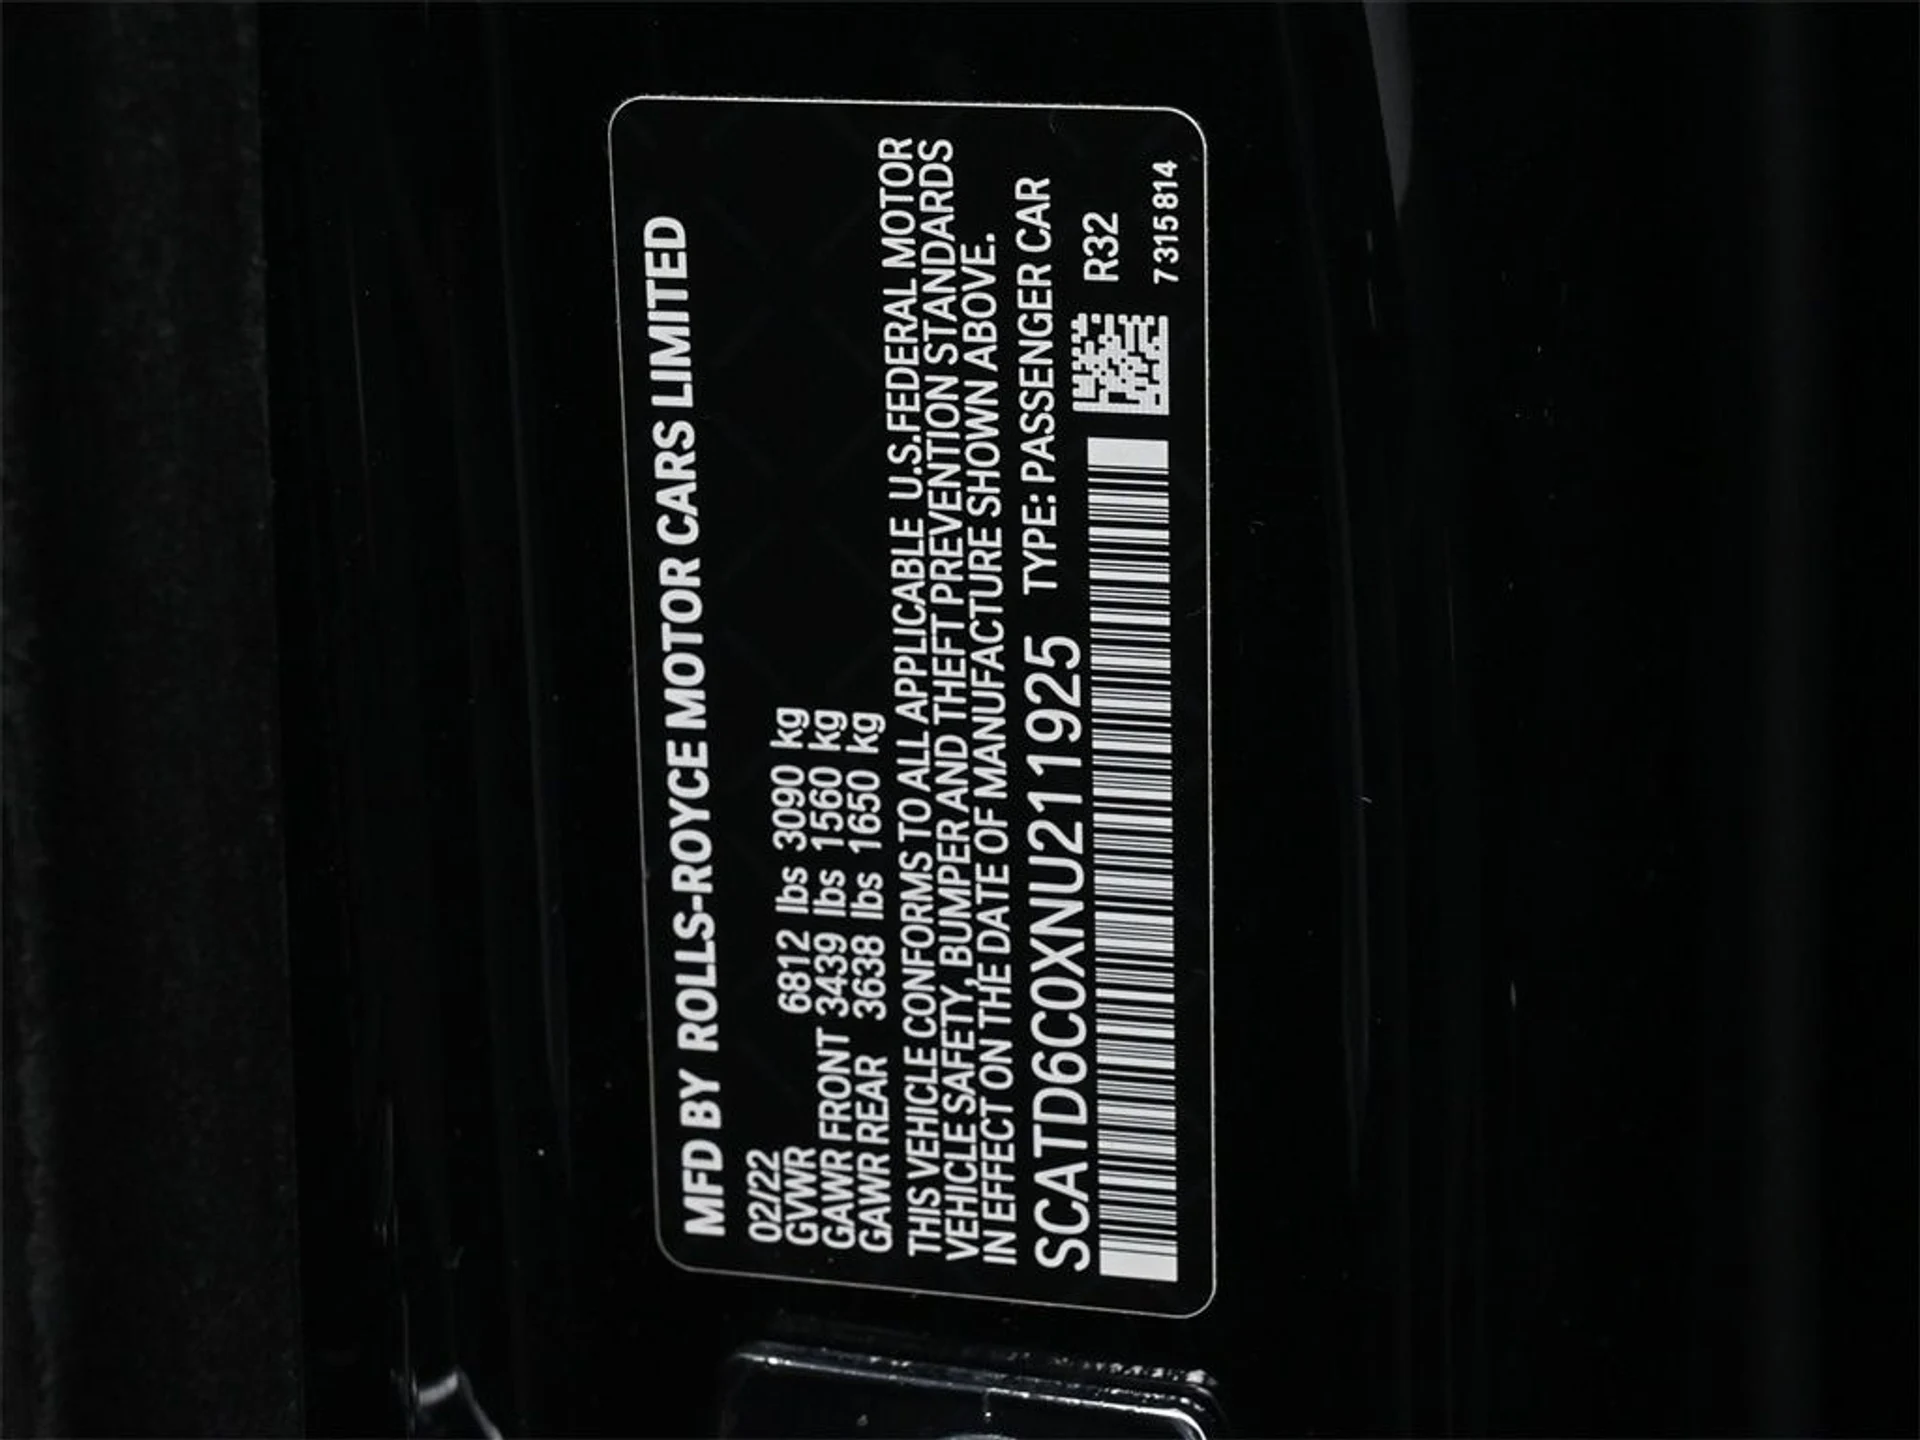 MFD BY ROLLS-ROYCE MOTOR CARS LIMITED
02/22
GVWR 6812 lbs 3090 kg
GAWR FRONT 3439 lbs 1560 kg
GAWR REAR 3638 lbs 1650 kg
THIS VEHICLE CONFORMS TO ALL APPLICABLE U.S.FEDERAL MOTOR
VEHICLE SAFETY, BUMPER AND THEFT PREVENTION STANDARDS
IN EFFECT ON THE DATE OF MANUFACTURE SHOWN ABOVE.
SCATD6C0XNU211925 TYPE: PASSENGER CAR
R32
7315814